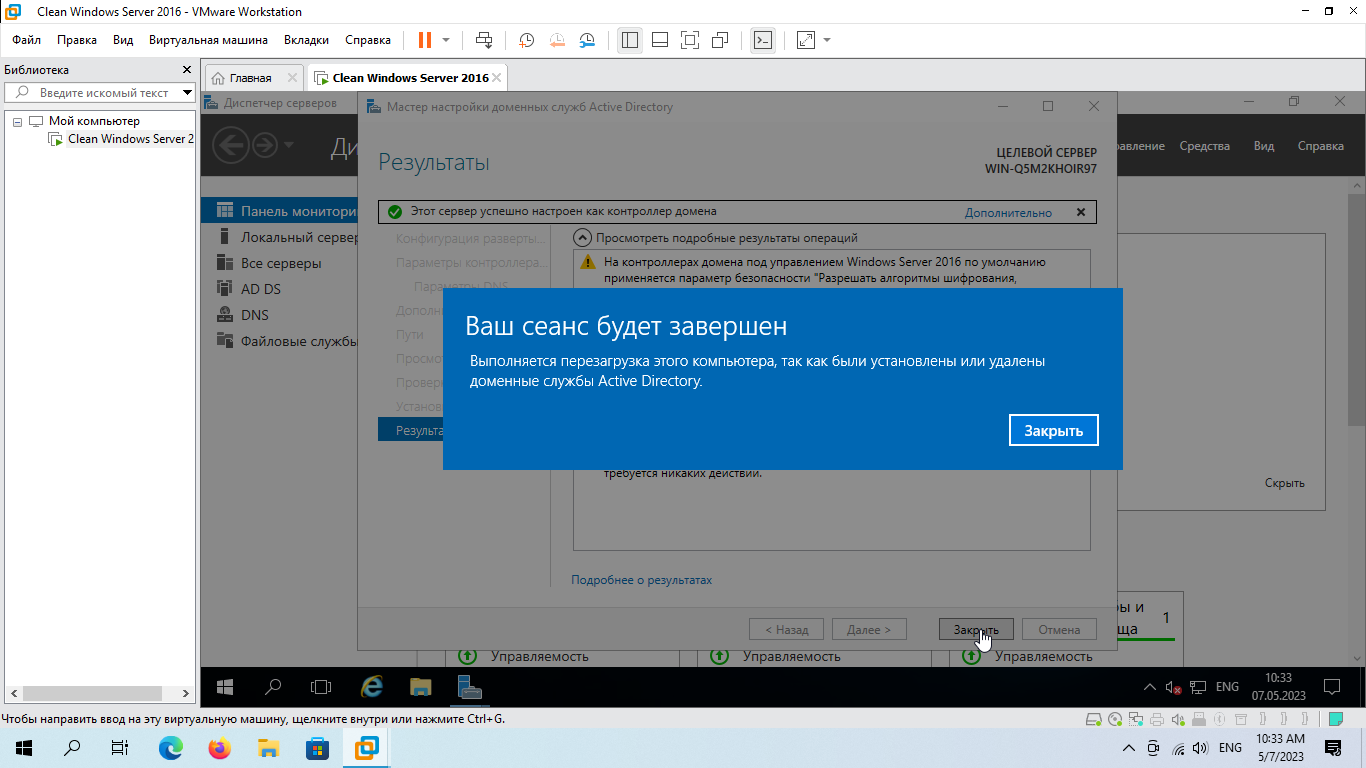 Clean Windows Server 2016 - VMware Workstation
Файл Правка Вид Виртуальная машина Вкладки Справка
Библиотека
Введите искомый текст
Мой компьютер
Clean Windows Server 2
Главная
Clean Windows Server 2016
Диспетчер серверов
Ди
авление Средства Вид Справка
Панель монитори
Локальный сервер
Все серверы
AD DS
DNS
Файловые службы
Мастер настройки доменных служб Active Directory
Результаты
ЦЕЛЕВОЙ СЕРВЕР
WIN-Q5M2KHOIR97
Этот сервер успешно настроен как контроллер домена
Дополнительно
Конфигурация разверты...
Параметры контроллера...
Параметры DNS
Дополни
Пути
Просмот
Проверк
Установ
Результа
Просмотреть подробные результаты операций
На контроллерах домена под управлением Windows Server 2016 по умолчанию
применяется параметр безопасности "Разрешать алгоритмы шифрования,
Ваш сеанс будет завершен
Выполняется перезагрузка этого компьютера, так как были установлены или удалены
доменные службы Active Directory.
Закрыть
требуется никаких действий.
Скрыть
Подробнее о результатах
< Назад Далее > Закрыть Отмена
бы и
ща
1
Управляемость Управляемость Управляемость
ENG
10:33
07.05.2023
Чтобы направить ввод на эту виртуальную машину, щелкните внутри или нажмите Ctrl+G.
ENG
10:33 AM
5/7/2023